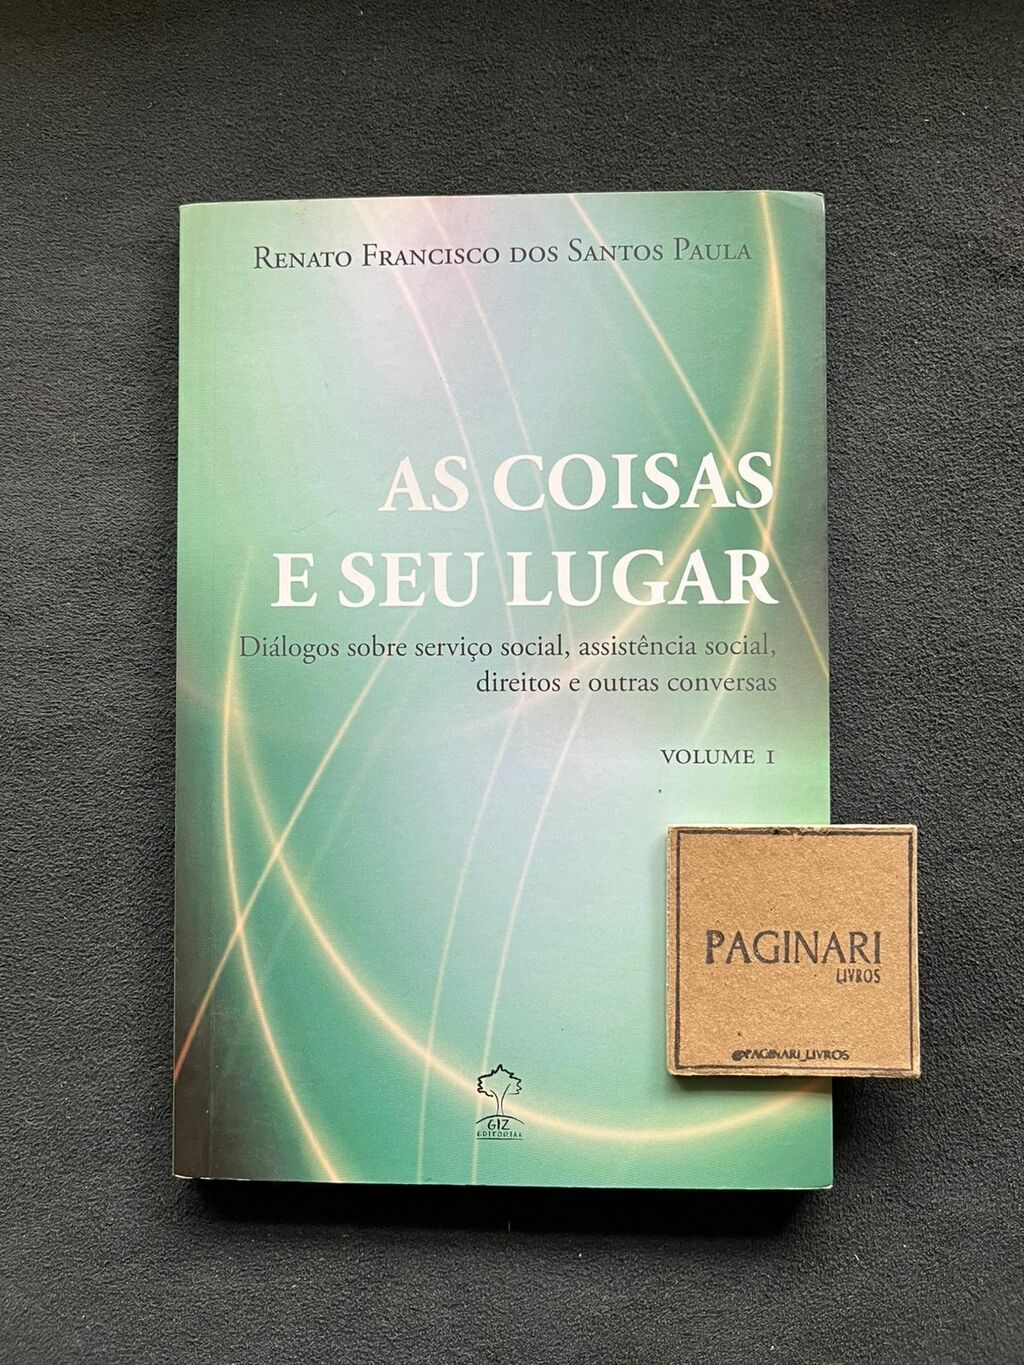 Renato Francisco dos Santos Paula
AS COISAS
E SEU LUGAR
Diálogos sobre serviço social, assistência social,
direitos e outras conversas
VOLUME I
PAGINARI
LIVROS
@PAGINARI_LIVROS
GIZ
EDITORIAL